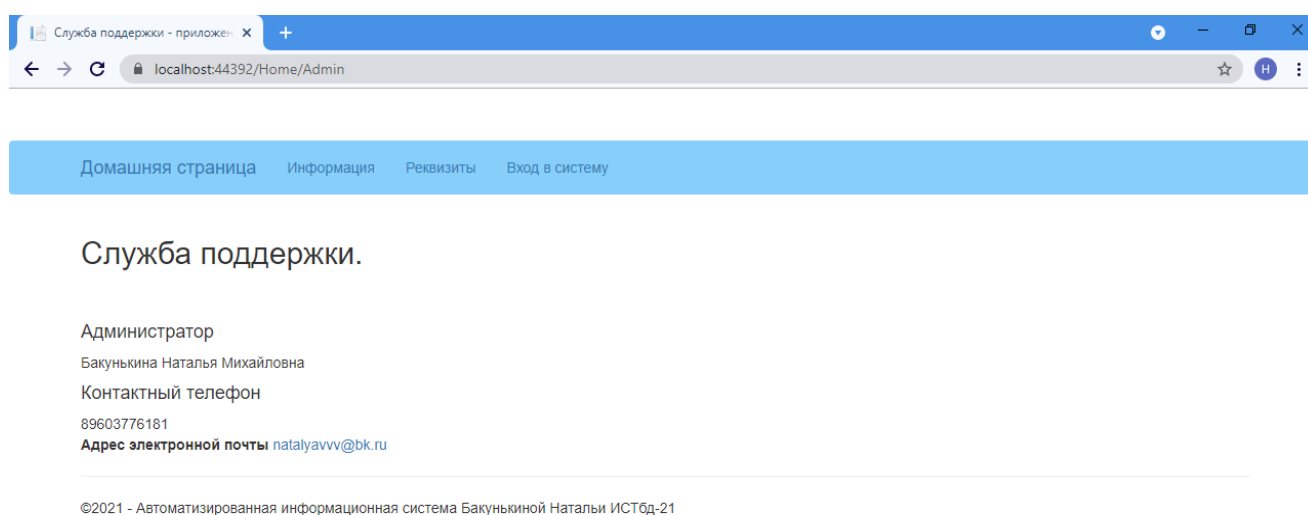 Служба поддержки - приложен
localhost:44392/Home/Admin
H
Домашняя страница Информация Реквизиты Вход в систему
Служба поддержки.
Администратор
Бакунькина Наталья Михайловна
Контактный телефон
89603776181
Адрес электронной почты natalyavvv@bk.ru
©2021 - Автоматизированная информационная система Бакунькиной Натальи ИСТбд-21